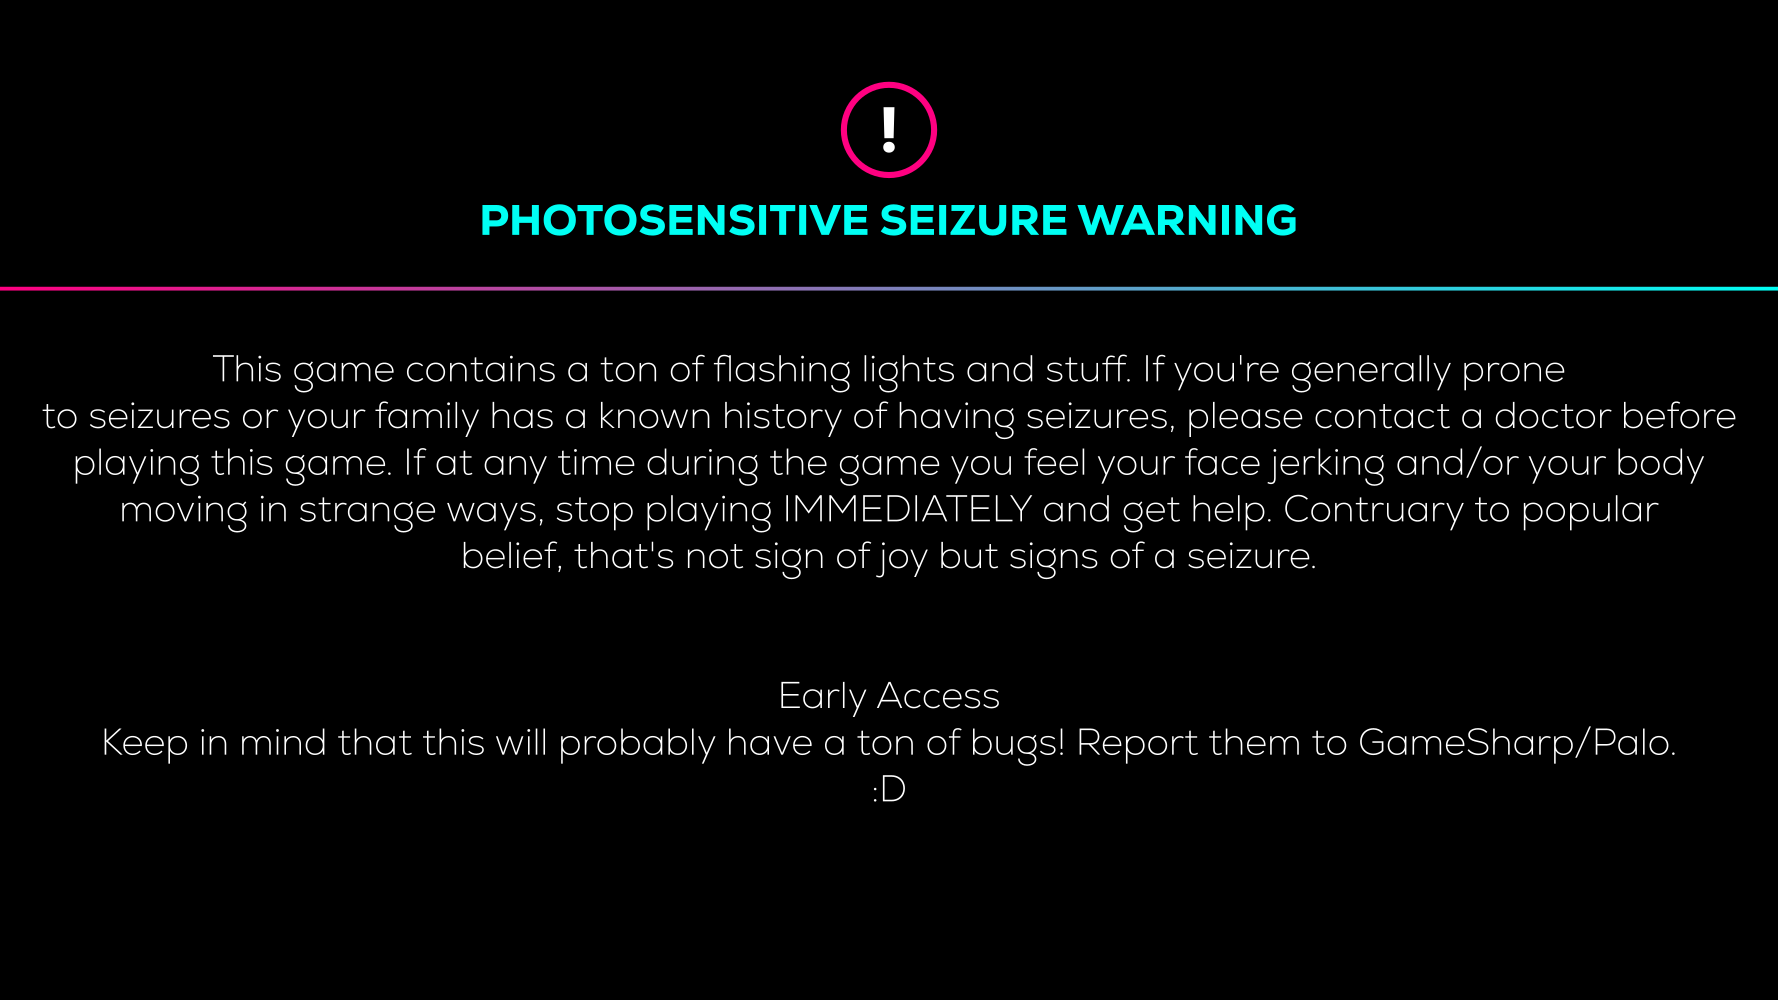 !
PHOTOSENSITIVE SEIZURE WARNING
This game contains a ton of flashing lights and stuff. If you're generally prone
to seizures or your family has a known history of having seizures, please contact a doctor before
playing this game. If at any time during the game you feel your face jerking and/or your body
moving in strange ways, stop playing IMMEDIATELY and get help. Contruary to popular
belief, that's not sign of joy but signs of a seizure.
Early Access
Keep in mind that this will probably have a ton of bugs! Report them to GameSharp/Palo.
:D